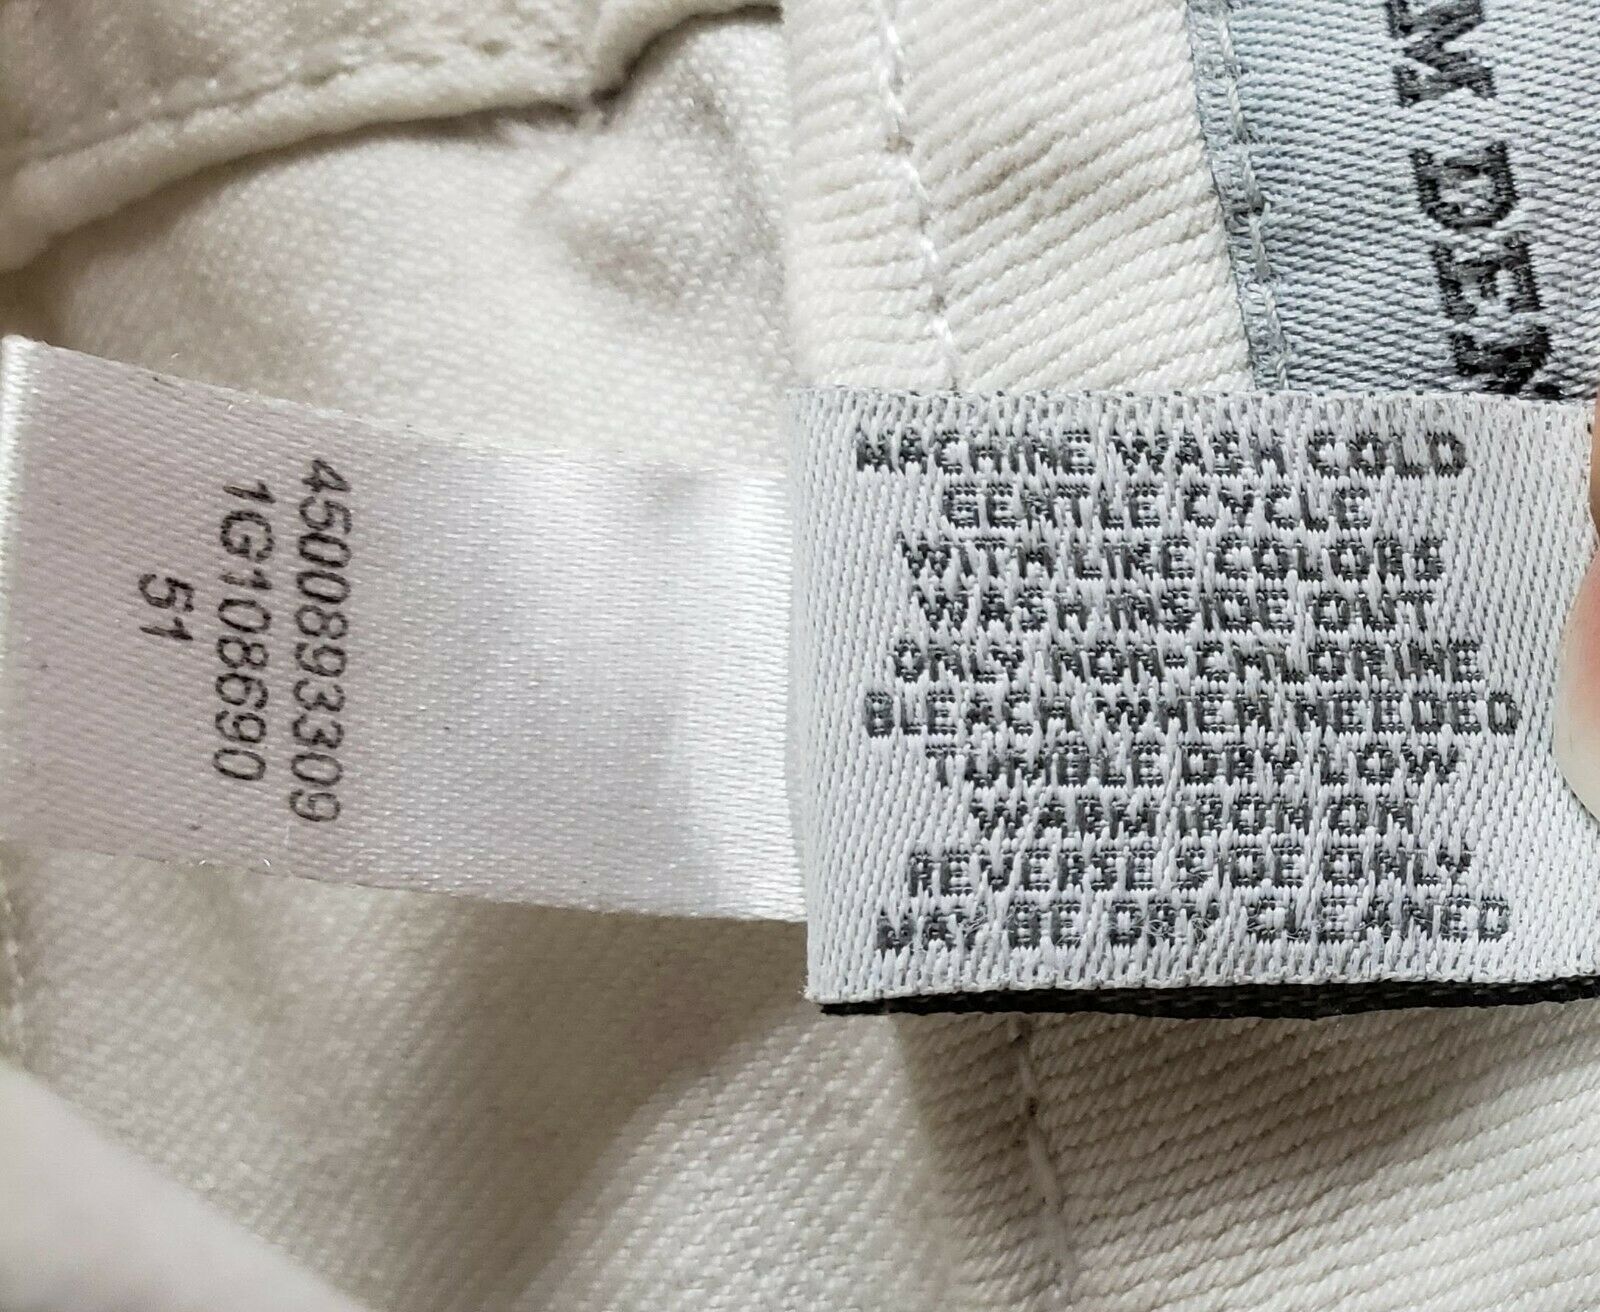 4500893309
1G108690
51
MACHINE WASH COLD
GENTLE CYCLE
WITH LIKE COLORS
WASH INSIDE OUT
ONLY NON-CHLORINE
BLEACH WHEN NEEDED
TUMBLE DRY LOW
WARM IRON ON
REVERSE SIDE ONLY
MAY BE DRY CLEANED